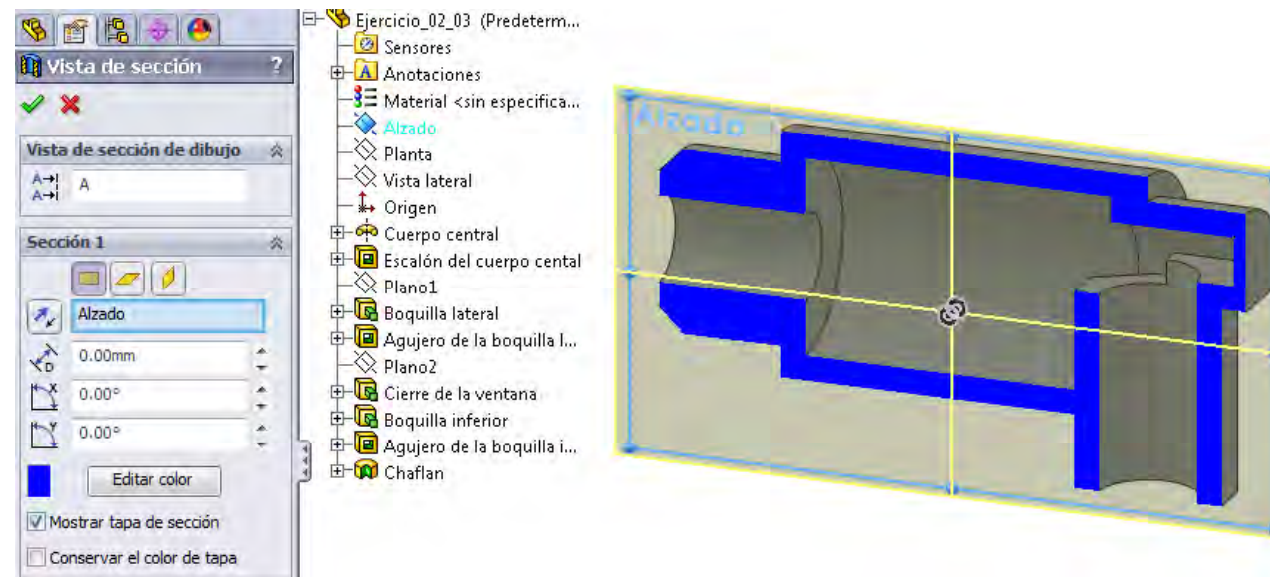 Vista de sección ?
Vista de sección de dibujo
A
A
A
Sección 1
Alzado
D
0.00mm
X
0.00°
Y
0.00°
Editar color
Mostrar tapa de sección
Conservar el color de tapa
Ejercicio_02_03 (Predeterm...
Sensores
A Anotaciones
Material <sin especifica...
Alzado
Planta
Vista lateral
Origen
Cuerpo central
Escalón del cuerpo cental
Plano1
Boquilla lateral
Agujero de la boquilla l...
Plano2
Cierre de la ventana
Boquilla inferior
Agujero de la boquilla i...
Chaflan
Alzado